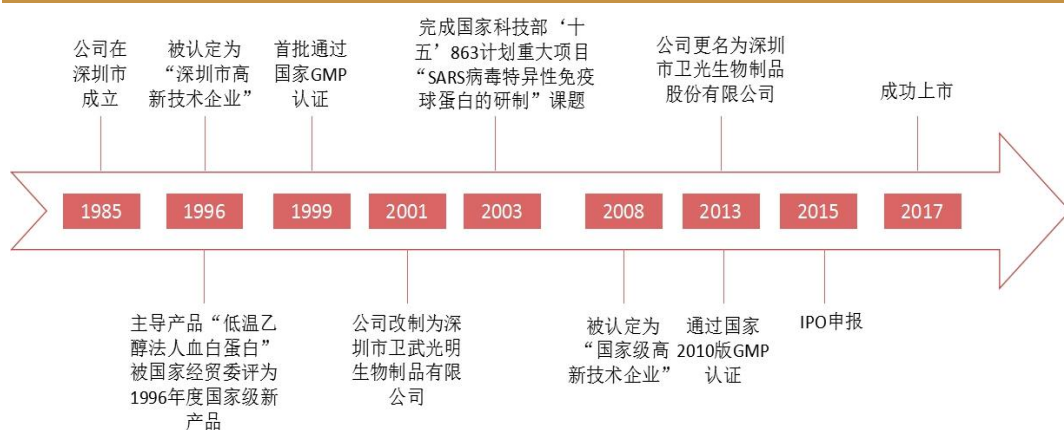 公司在
深圳市
成立
被认定为
“深圳市高
新技术企业”
首批通过
国家GMP
认证
完成国家科技部‘十
五’863计划重大项目
“SARS病毒特异性免疫
球蛋白的研制”课题
公司更名为深圳
市卫光生物制品
股份有限公司
成功上市
1985
1996
1999
2001
2003
2008
2013
2015
2017
主导产品“低温乙
醇法人血白蛋白”
被国家经贸委评为
1996年度国家级新
产品
公司改制为深
圳市卫武光明
生物制品有限
公司
被认定为
“国家级高
新技术企业”
通过国家
2010版GMP
认证
IPO申报